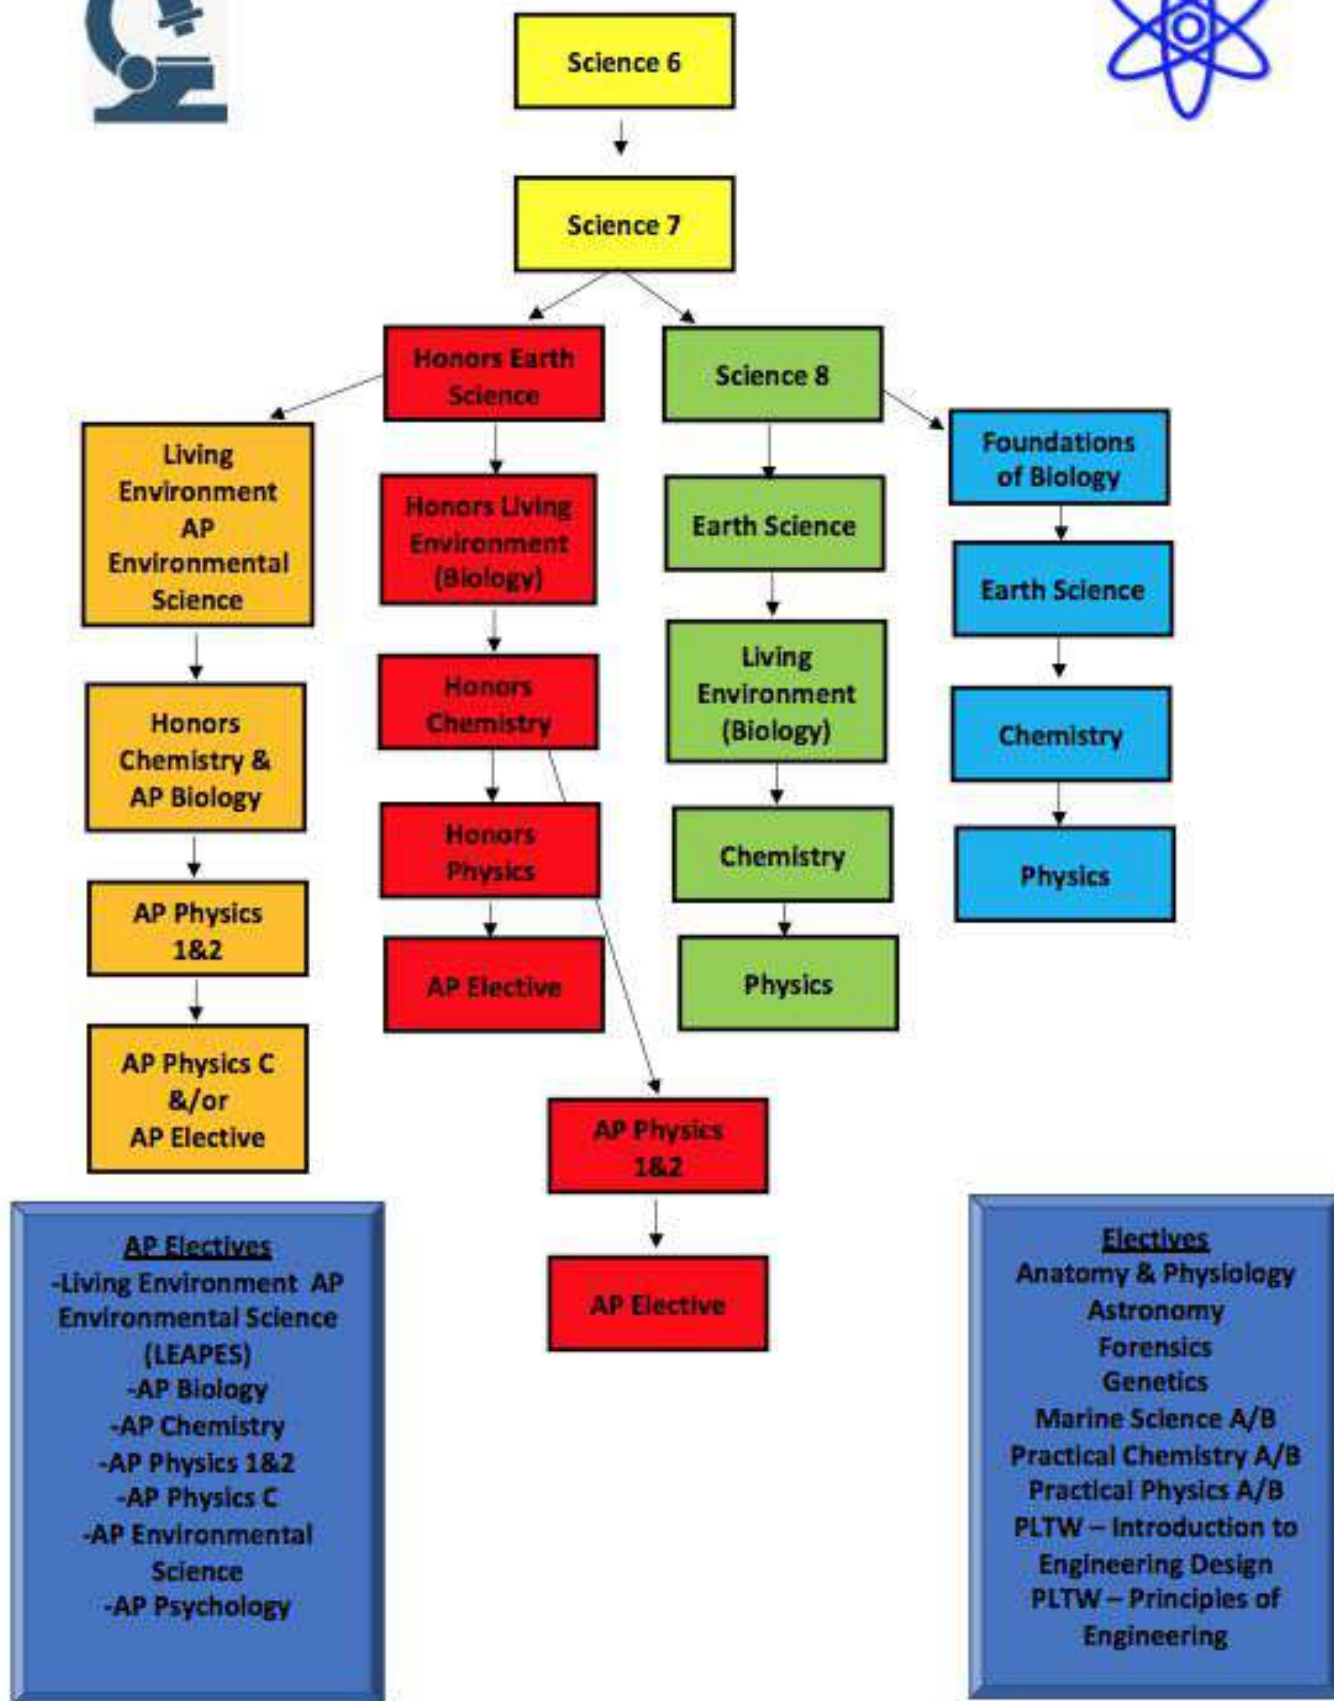 Science 6
Science 7
Honors Earth
Science
Science 8
Living
Environment
AP
Environmental
Science
Honors Living
Environment
(Biology)
Earth Science
Foundations
of Biology
Earth Science
Honors
Chemistry &
AP Biology
Honors
Chemistry
Living
Environment
(Biology)
Chemistry
Honors
Physics
Chemistry
Physics
AP Physics
1&2
AP Elective
Physics
AP Physics C
&/or
AP Elective
AP Physics
1&2
AP Elective
AP Electives
-Living Environment AP
Environmental Science
(LEAPES)
-AP Biology
-AP Chemistry
-AP Physics 1&2
-AP Physics C
-AP Environmental
Science
-AP Psychology
Electives
Anatomy & Physiology
Astronomy
Forensics
Genetics
Marine Science A/B
Practical Chemistry A/B
Practical Physics A/B
PLTW – Introduction to
Engineering Design
PLTW – Principles of
Engineering